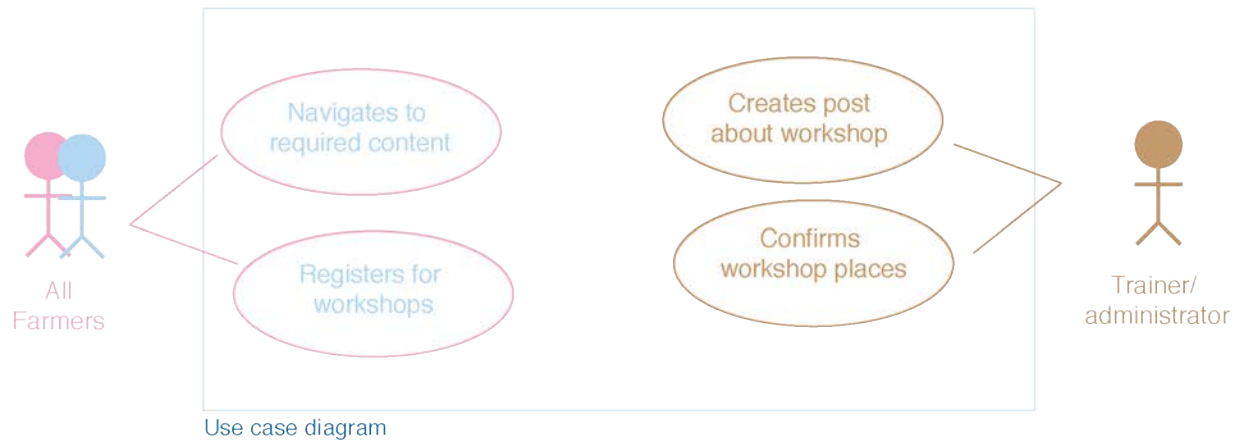 Navigates to
required content
Creates post
about workshop
Registers for
workshops
Confirms
workshop places
All
Farmers
Trainer/
administrator
Use case diagram